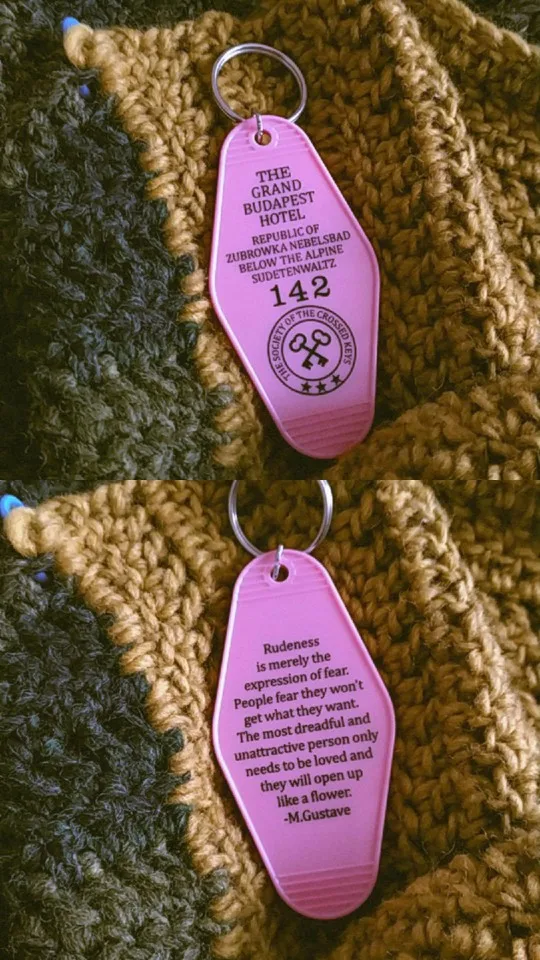 THE
GRAND
BUDAPEST
HOTEL
REPUBLIC OF
ZUBROWKA NEBELSBAD
BELOW THE ALPINE
SUDETENWALTZ
142
THE SOCIETY OF THE CROSSED KEYS
Rudeness
is merely the
expression of fear.
People fear they won't
get what they want.
The most dreadful and
unattractive person only
needs to be loved and
they will open up
like a flower.
-M.Gustave